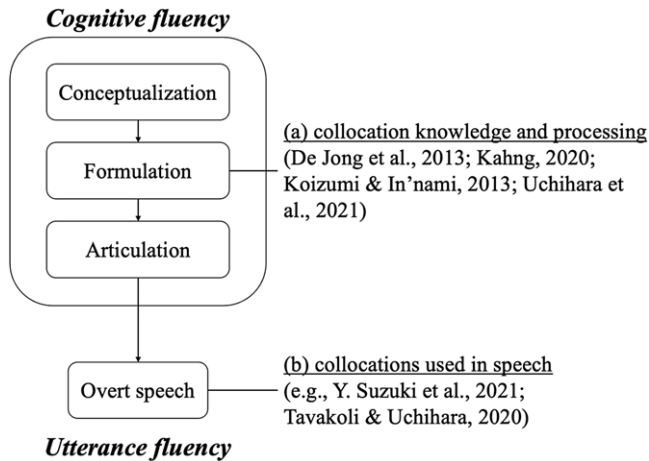 Cognitive fluency
Conceptualization
Formulation
Articulation
(a) collocation knowledge and processing
(De Jong et al., 2013; Kahng, 2020;
Koizumi & In’nami, 2013; Uchihara et
al., 2021)
Overt speech
(b) collocations used in speech
(e.g., Y. Suzuki et al., 2021;
Tavakoli & Uchihara, 2020)
Utterance fluency